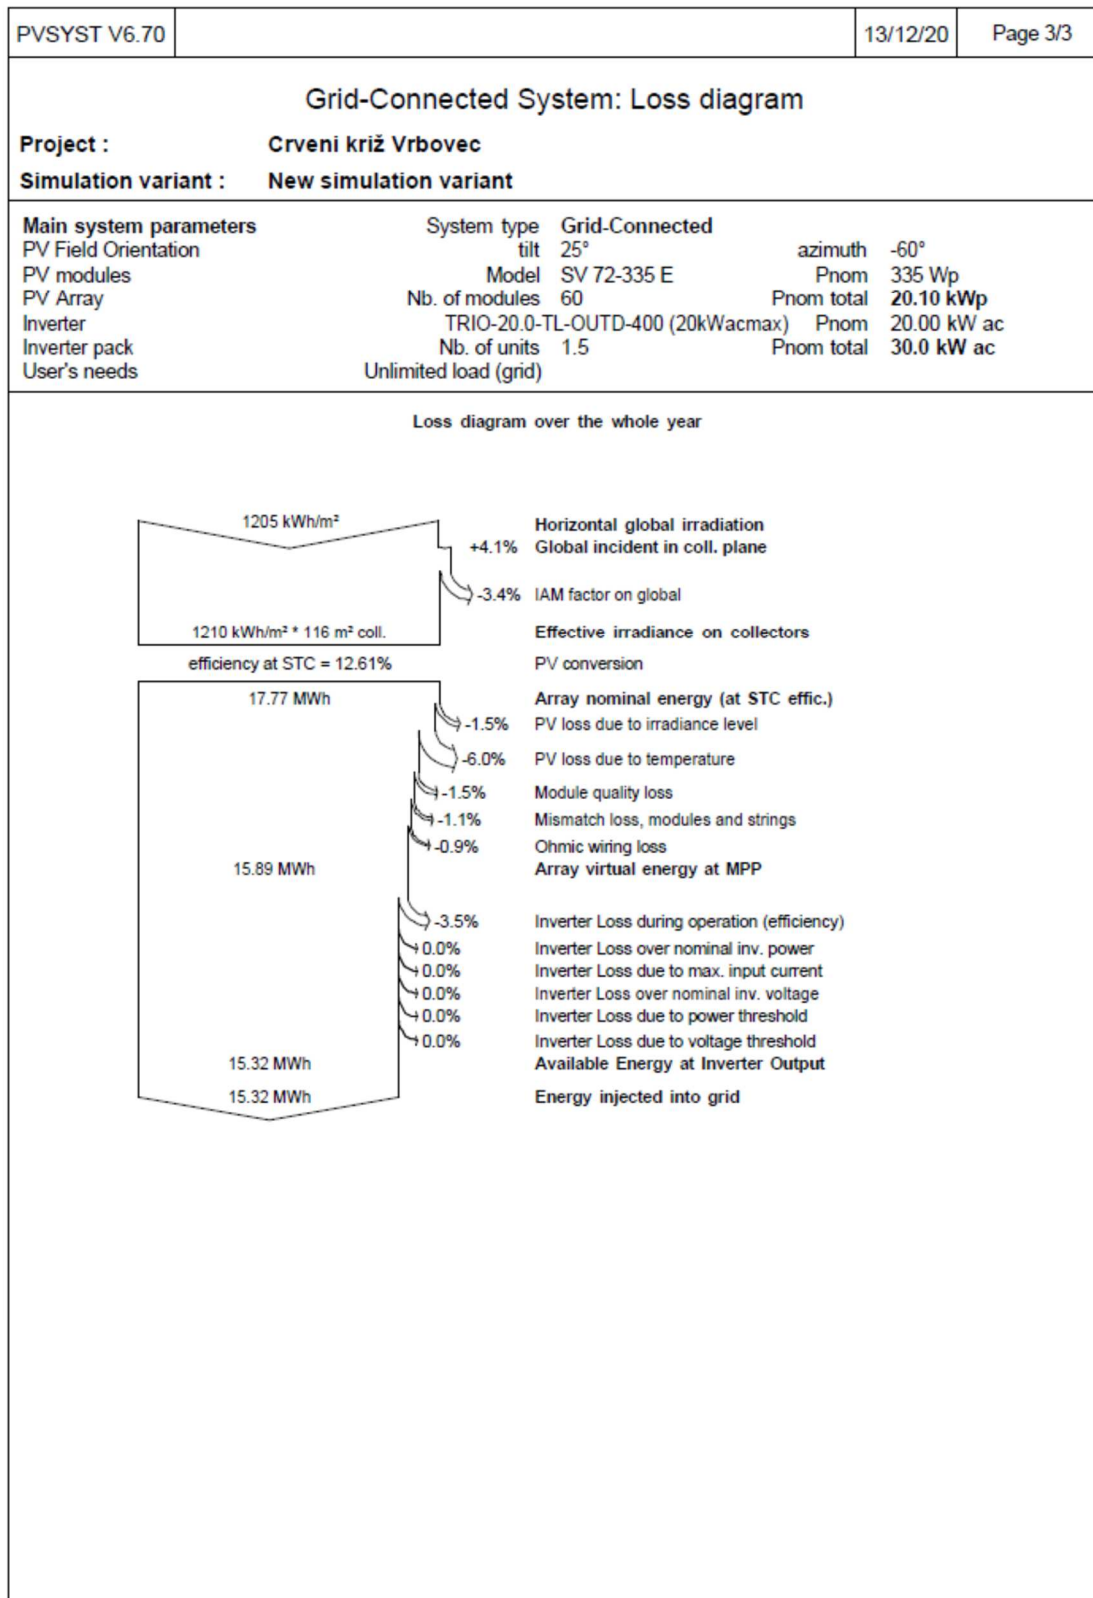 PVSYST V6.70 13/12/20 Page 3/3
Grid-Connected System: Loss diagram
Project : Crveni križ Vrbovec
Simulation variant : New simulation variant
Main system parameters System type Grid-Connected
PV Field Orientation tilt 25° azimuth -60°
PV modules Model SV 72-335 E Pnom 335 Wp
PV Array Nb. of modules 60 Pnom total 20.10 kWp
Inverter TRIO-20.0-TL-OUTD-400 (20kWacmax) Pnom 20.00 kW ac
Inverter pack Nb. of units 1.5 Pnom total 30.0 kW ac
User's needs Unlimited load (grid)
Loss diagram over the whole year
1205 kWh/m² Horizontal global irradiation
+4.1% Global incident in coll. plane
-3.4% IAM factor on global
1210 kWh/m² * 116 m² coll. Effective irradiance on collectors
efficiency at STC = 12.61% PV conversion
17.77 MWh Array nominal energy (at STC effic.)
-1.5% PV loss due to irradiance level
-6.0% PV loss due to temperature
-1.5% Module quality loss
-1.1% Mismatch loss, modules and strings
-0.9% Ohmic wiring loss
15.89 MWh Array virtual energy at MPP
-3.5% Inverter Loss during operation (efficiency)
0.0% Inverter Loss over nominal inv. power
0.0% Inverter Loss due to max. input current
0.0% Inverter Loss over nominal inv. voltage
0.0% Inverter Loss due to power threshold
0.0% Inverter Loss due to voltage threshold
15.32 MWh Available Energy at Inverter Output
15.32 MWh Energy injected into grid